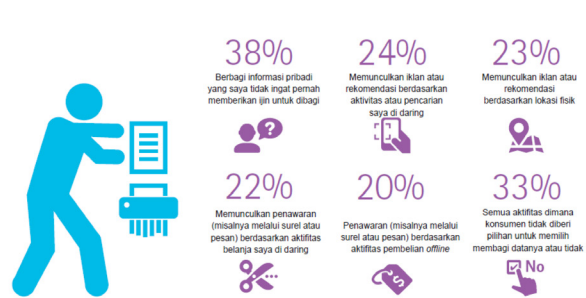 38%
Berbagi informasi pribadi
yang saya tidak ingat pernah
memberikan ijin untuk dibagi
24%
Memunculkan iklan atau
rekomendasi berdasarkan
aktivitas atau pencarian
saya di daring
23%
Memunculkan iklan atau
rekomendasi
berdasarkan lokasi fisik
?
22%
Memunculkan penawaran
(misalnya melalui surel atau
pesan) berdasarkan aktifitas
belanja saya di daring
20%
Penawaran (misalnya melalui
surel atau pesan) berdasarkan
aktifitas pembelian offline
33%
Semua aktifitas dimana
konsumen tidak diberi
pilihan untuk memilih
membagi datanya atau tidak
$
No